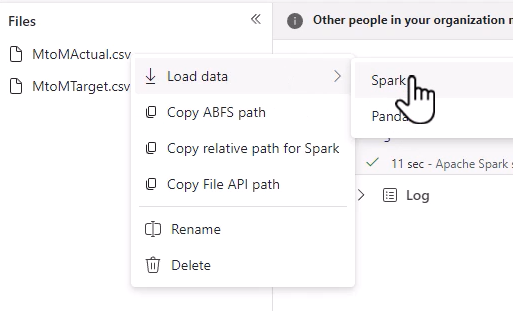 Files
Other people in your organization
MtoMActual.csv
MtoMTarget.csv
Load data
Copy ABFS path
Copy relative path for Spark
Copy File API path
Rename
Delete
Spark
11 sec - Apache Spark
Log